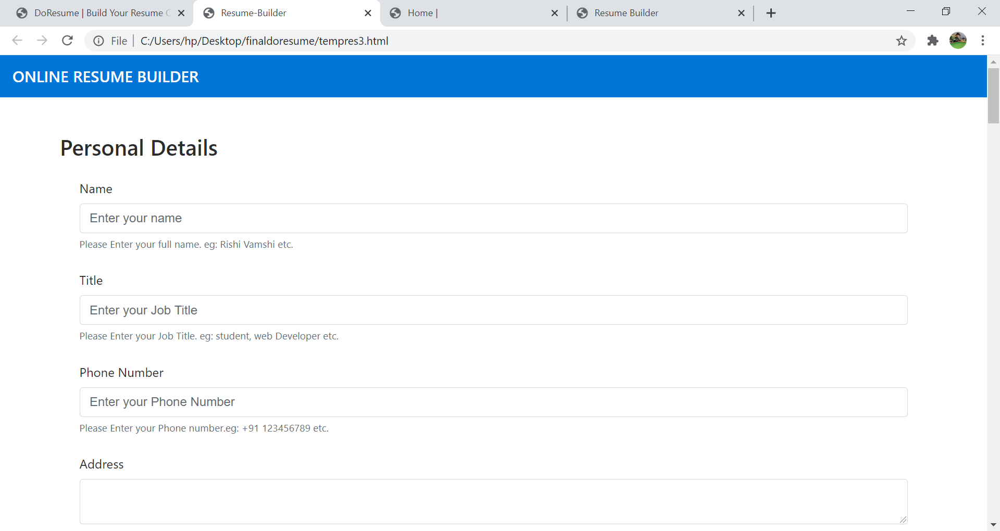 DoResume | Build Your Resume
Resume-Builder
Home |
Resume Builder
File
C:/Users/hp/Desktop/finaldoresume/tempres3.html
ONLINE RESUME BUILDER
Personal Details
Name
Enter your name
Please Enter your full name. eg: Rishi Vamshi etc.
Title
Enter your Job Title
Please Enter your Job Title. eg: student, web Developer etc.
Phone Number
Enter your Phone Number
Please Enter your Phone number.eg: +91 123456789 etc.
Address